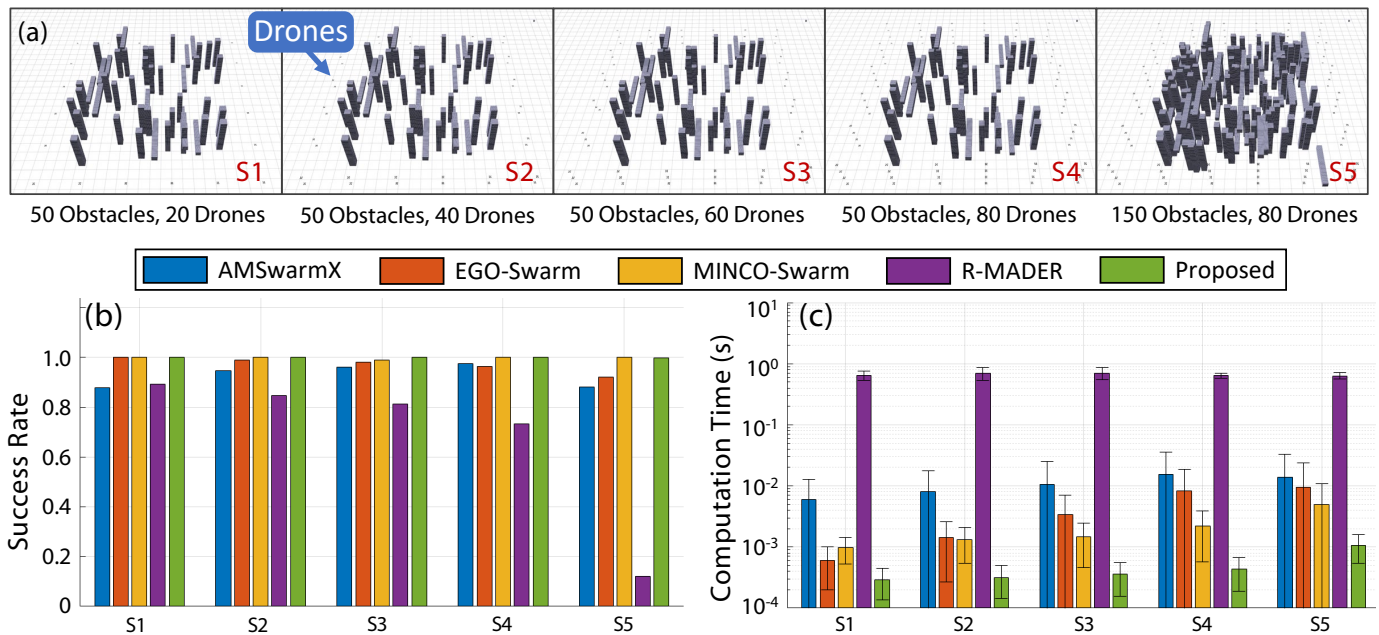 (a)
Drones
S1
S2
S3
S4
S5
50 Obstacles, 20 Drones
50 Obstacles, 40 Drones
50 Obstacles, 60 Drones
50 Obstacles, 80 Drones
150 Obstacles, 80 Drones
AMSwarmX
EGO-Swarm
MINCO-Swarm
R-MADER
Proposed
(b)
Success Rate
1.0
0.8
0.6
0.4
0.2
0
S1
S2
S3
S4
S5
(c)
Computation Time (s)
10^1
10^0
10^-1
10^-2
10^-3
10^-4
S1
S2
S3
S4
S5